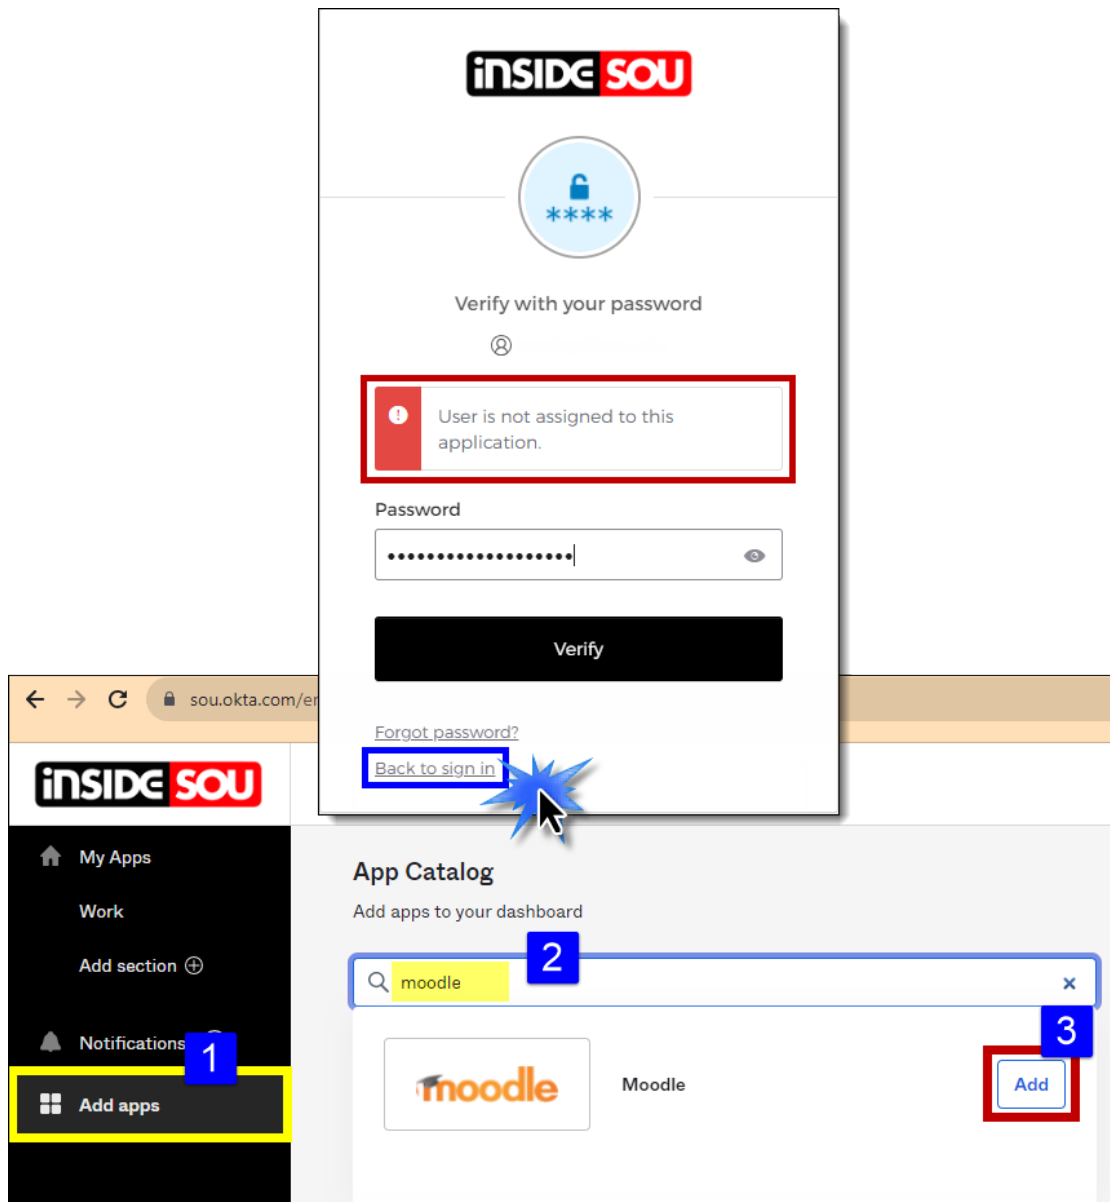 iNSIDE SOU
****
Verify with your password
User is not assigned to this
application.
Password
Verify
Forgot password?
Back to sign in
sou.okta.com/er
iNSIDE SOU
My Apps
Work
Add section
Notifications
1
Add apps
App Catalog
Add apps to your dashboard
2
moodle
3
moodle
Moodle
Add